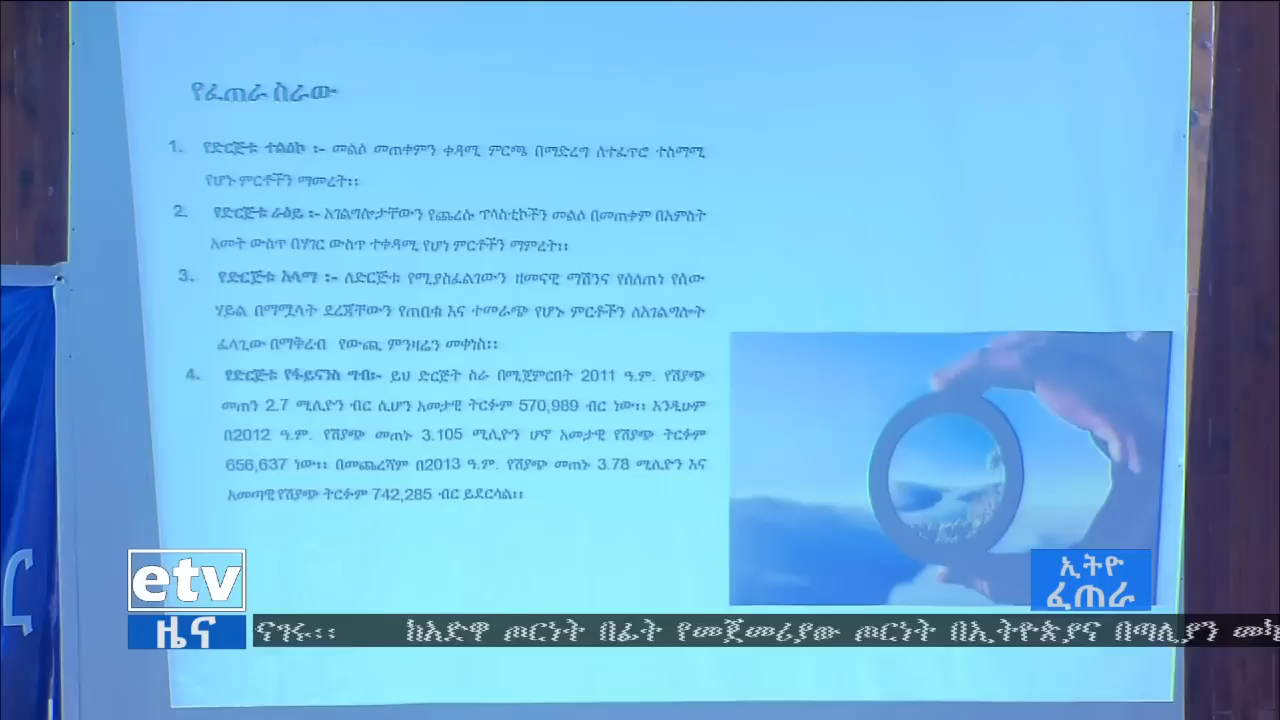 የፈጠራ ስራው
1. የድርጅቱ ተልዕኮ ፡- መልሶ መጠቀምን ቀዳሚ ምርጫ በማድረግ ለተፈጥሮ ተስማሚ
የሆኑ ምርቶችን ማመረት፡፡
2. የድርጅቱ ራዕይ ፡- አገልግሎታቸውን የጨረሱ ፕላስቲኮችን መልሶ በመጠቀም በአምስት
አመት ውስጥ በሃገር ውስጥ ተቀዳሚ የሆነ ምርቶችን ማምረት፡፡
3. የድርጅቱ አላማ ፡- ለድርጅቱ የሚያስፈልገውን ዘመናዊ ማሽንና የሰለጠነ የሰው
ሃይል በማሟላት ደረጃቸውን የጠበቁ እና ተመራጭ የሆኑ ምርቶችን ለአገልግሎት
ፈላጊው በማቅረብ የውጪ ምንዛሬን መቀነስ፡፡
4. የድርጅቱ የፋይናንስ ግብ፡- ይህ ድርጅት ስራ በሚጀምርበት 2011 ዓ.ም. የሽያጭ
መጠን 2.7 ሚሊዮን ብር ሲሆን አመታዊ ትርፉም 570,989 ብር ነው፡፡ እንዲሁም
በ2012 ዓ.ም. የሽያጭ መጠኑ 3.105 ሚሊዮን ሆኖ አመታዊ የሽያጭ ትርፉም
656,637 ነው፡፡ በመጨረሻም በ2013 ዓ.ም. የሽያጭ መጠኑ 3.78 ሚሊዮን እና
አመጣዊ የሽያጭ ትርፉም 742,285 ብር ይደርሳል፡፡
etv
ዜና
ኢትዮ
ፈጠራ
ናገሩ፡፡ ከአድዋ ጦርነት በፊት የመጀመሪያው ጦርነት በኢትዮጵያና በጣሊያን